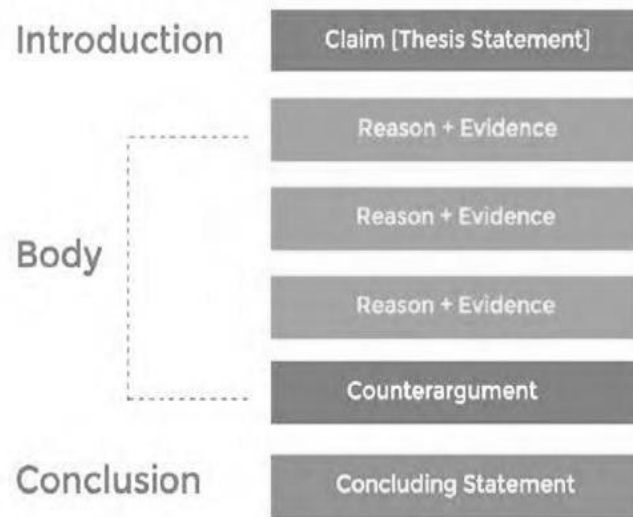 Introduction
Claim [Thesis Statement]
Reason + Evidence
Reason + Evidence
Body
Reason + Evidence
Counterargument
Conclusion
Concluding Statement